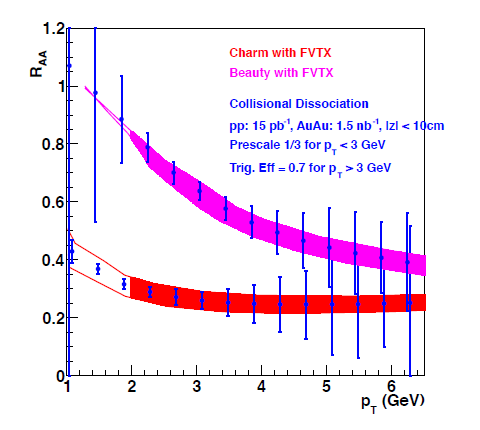 1.2
R_AA
1
0.8
0.6
0.4
0.2
0
Charm with FVTX
Beauty with FVTX
Collisional Dissociation
pp: 15 pb⁻¹, AuAu: 1.5 nb⁻¹, |z| < 10cm
Prescale 1/3 for p_T < 3 GeV
Trig. Eff = 0.7 for p_T > 3 GeV
1 2 3 4 5 6
p_T (GeV)